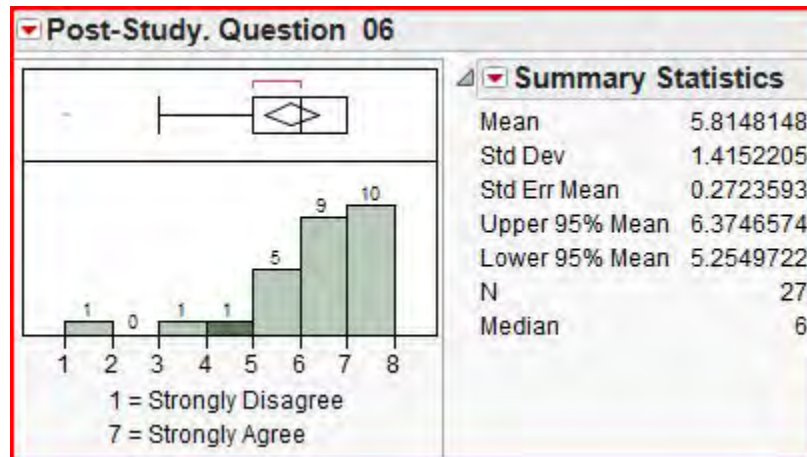 Post-Study. Question 06
1
0
1
1
5
9
10
1 2 3 4 5 6 7 8
1 = Strongly Disagree
7 = Strongly Agree
Summary Statistics
Mean 5.8148148
Std Dev 1.4152205
Std Err Mean 0.2723593
Upper 95% Mean 6.3746574
Lower 95% Mean 5.2549722
N 27
Median 6